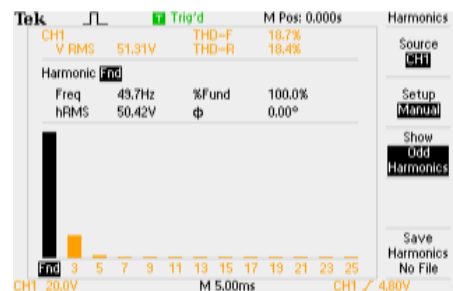 Tek T Trig'd M Pos: 0.000s Harmonics
CH1 THD-F 18.7%
V RMS 51.31V THD-R 18.4%
Source
CH1
Harmonic Fnd
Freq 49.7Hz %Fund 100.0%
hRMS 50.42V ϕ 0.00°
Setup
Manual
Show
Odd
Harmonics
Save
Harmonics
No File
Fnd 3 5 7 9 11 13 15 17 19 21 23 25
CH1 20.0V M 5.00ms CH1 / 4.80V